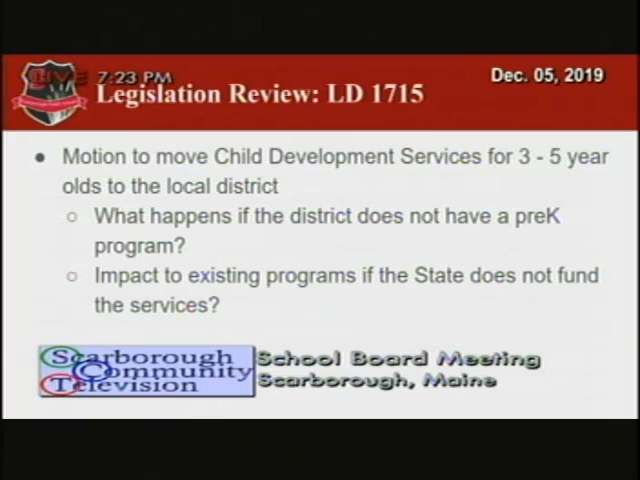 LIVE 7:23 PM
Dec. 05, 2019
Legislation Review: LD 1715
● Motion to move Child Development Services for 3 - 5 year
olds to the local district
○ What happens if the district does not have a preK
program?
○ Impact to existing programs if the State does not fund
the services?
Scarborough
Community
Television
School Board Meeting
Scarborough, Maine